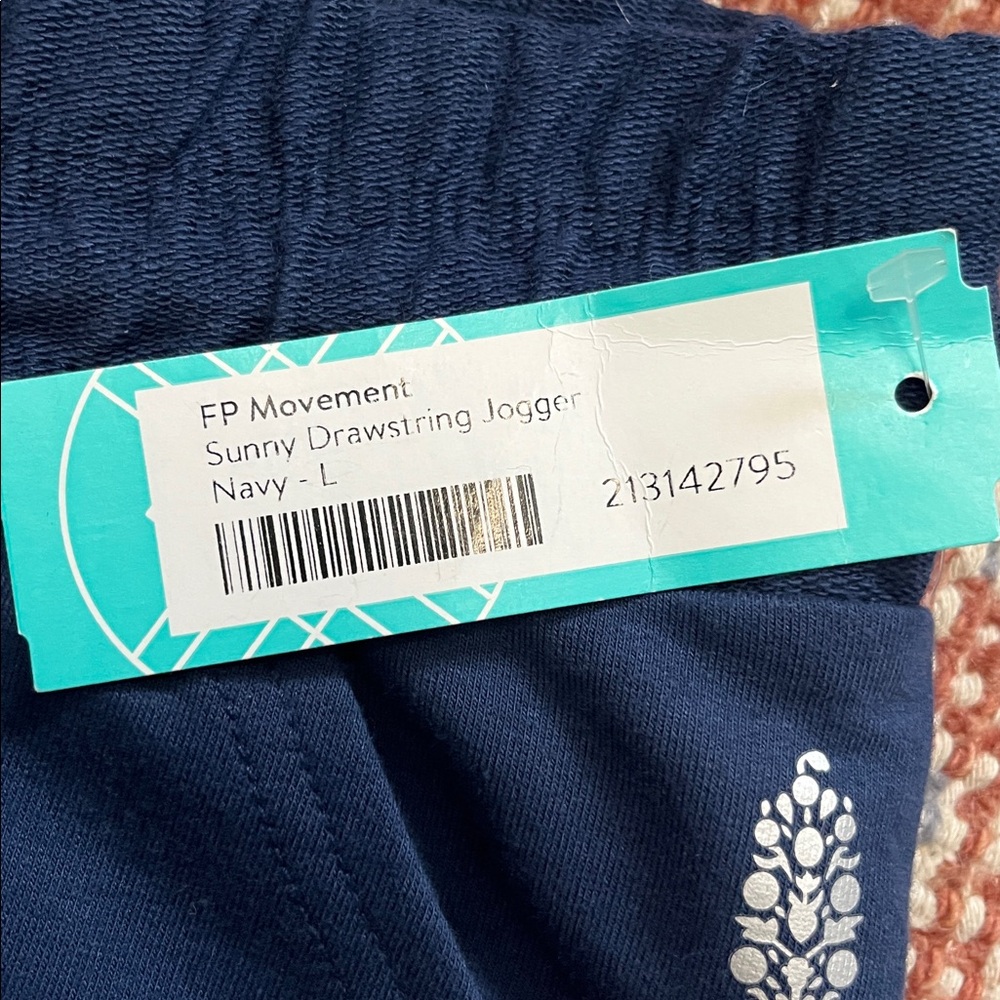 FP Movement
Sunny Drawstring Jogger
Navy - L
213142795